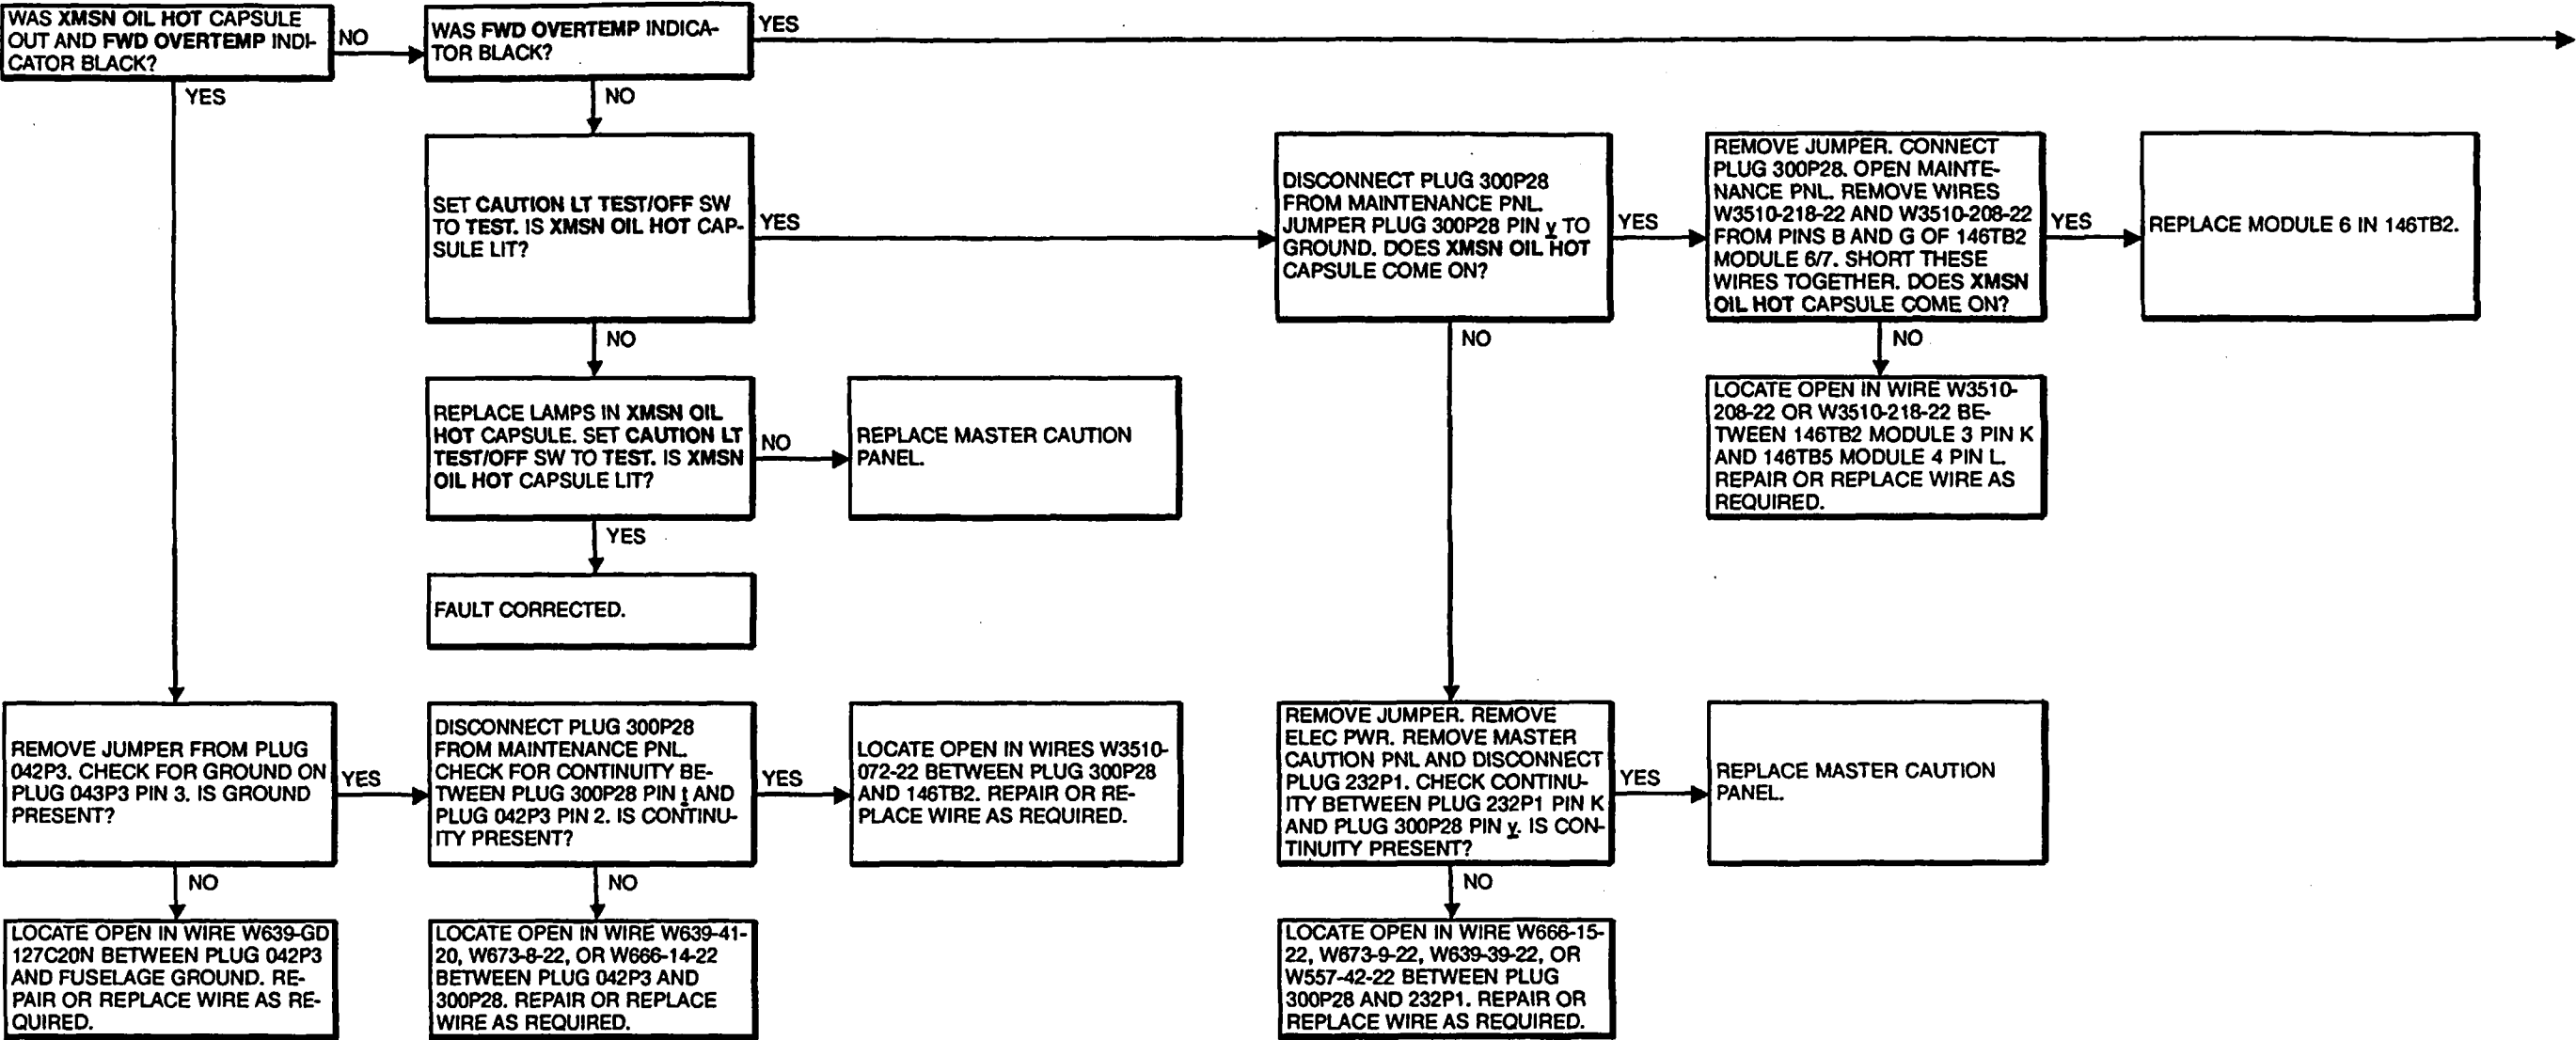 WAS XMSN OIL HOT CAPSULE
OUT AND FWD OVERTEMP INDI-
CATOR BLACK?
NO
WAS FWD OVERTEMP INDICA-
TOR BLACK?
YES
YES
NO
SET CAUTION LT TEST/OFF SW
TO TEST. IS XMSN OIL HOT CAP-
SULE LIT?
YES
DISCONNECT PLUG 300P28
FROM MAINTENANCE PNL.
JUMPER PLUG 300P28 PIN y TO
GROUND. DOES XMSN OIL HOT
CAPSULE COME ON?
YES
REMOVE JUMPER. CONNECT
PLUG 300P28. OPEN MAINTE-
NANCE PNL. REMOVE WIRES
W3510-218-22 AND W3510-208-22
FROM PINS B AND G OF 146TB2
MODULE 6/7. SHORT THESE
WIRES TOGETHER. DOES XMSN
OIL HOT CAPSULE COME ON?
YES
REPLACE MODULE 6 IN 146TB2.
NO
NO
NO
REPLACE LAMPS IN XMSN OIL
HOT CAPSULE. SET CAUTION LT
TEST/OFF SW TO TEST. IS XMSN
OIL HOT CAPSULE LIT?
NO
REPLACE MASTER CAUTION
PANEL.
LOCATE OPEN IN WIRE W3510-
208-22 OR W3510-218-22 BE-
TWEEN 146TB2 MODULE 3 PIN K
AND 146TB5 MODULE 4 PIN L.
REPAIR OR REPLACE WIRE AS
REQUIRED.
YES
FAULT CORRECTED.
REMOVE JUMPER FROM PLUG
042P3. CHECK FOR GROUND ON
PLUG 043P3 PIN 3. IS GROUND
PRESENT?
YES
DISCONNECT PLUG 300P28
FROM MAINTENANCE PNL.
CHECK FOR CONTINUITY BE-
TWEEN PLUG 300P28 PIN t AND
PLUG 042P3 PIN 2. IS CONTINU-
ITY PRESENT?
YES
LOCATE OPEN IN WIRES W3510-
072-22 BETWEEN PLUG 300P28
AND 146TB2. REPAIR OR RE-
PLACE WIRE AS REQUIRED.
REMOVE JUMPER. REMOVE
ELEC PWR. REMOVE MASTER
CAUTION PNL AND DISCONNECT
PLUG 232P1. CHECK CONTINU-
ITY BETWEEN PLUG 232P1 PIN K
AND PLUG 300P28 PIN y. IS CON-
TINUITY PRESENT?
YES
REPLACE MASTER CAUTION
PANEL.
NO
NO
NO
LOCATE OPEN IN WIRE W639-GD
127C20N BETWEEN PLUG 042P3
AND FUSELAGE GROUND. RE-
PAIR OR REPLACE WIRE AS RE-
QUIRED.
LOCATE OPEN IN WIRE W639-41-
20, W673-8-22, OR W666-14-22
BETWEEN PLUG 042P3 AND
300P28. REPAIR OR REPLACE
WIRE AS REQUIRED.
LOCATE OPEN IN WIRE W666-15-
22, W673-9-22, W639-39-22, OR
W557-42-22 BETWEEN PLUG
300P28 AND 232P1. REPAIR OR
REPLACE WIRE AS REQUIRED.